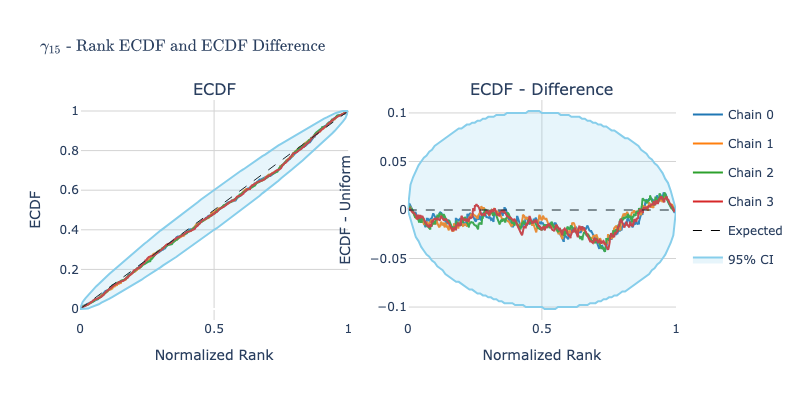 γ15 - Rank ECDF and ECDF Difference
ECDF
ECDF
1
0.8
0.6
0.4
0.2
0
0
0.5
1
Normalized Rank
ECDF - Difference
ECDF - Uniform
0.1
0.05
0
−0.05
−0.1
0
0.5
1
Normalized Rank
Chain 0
Chain 1
Chain 2
Chain 3
Expected
95% CI